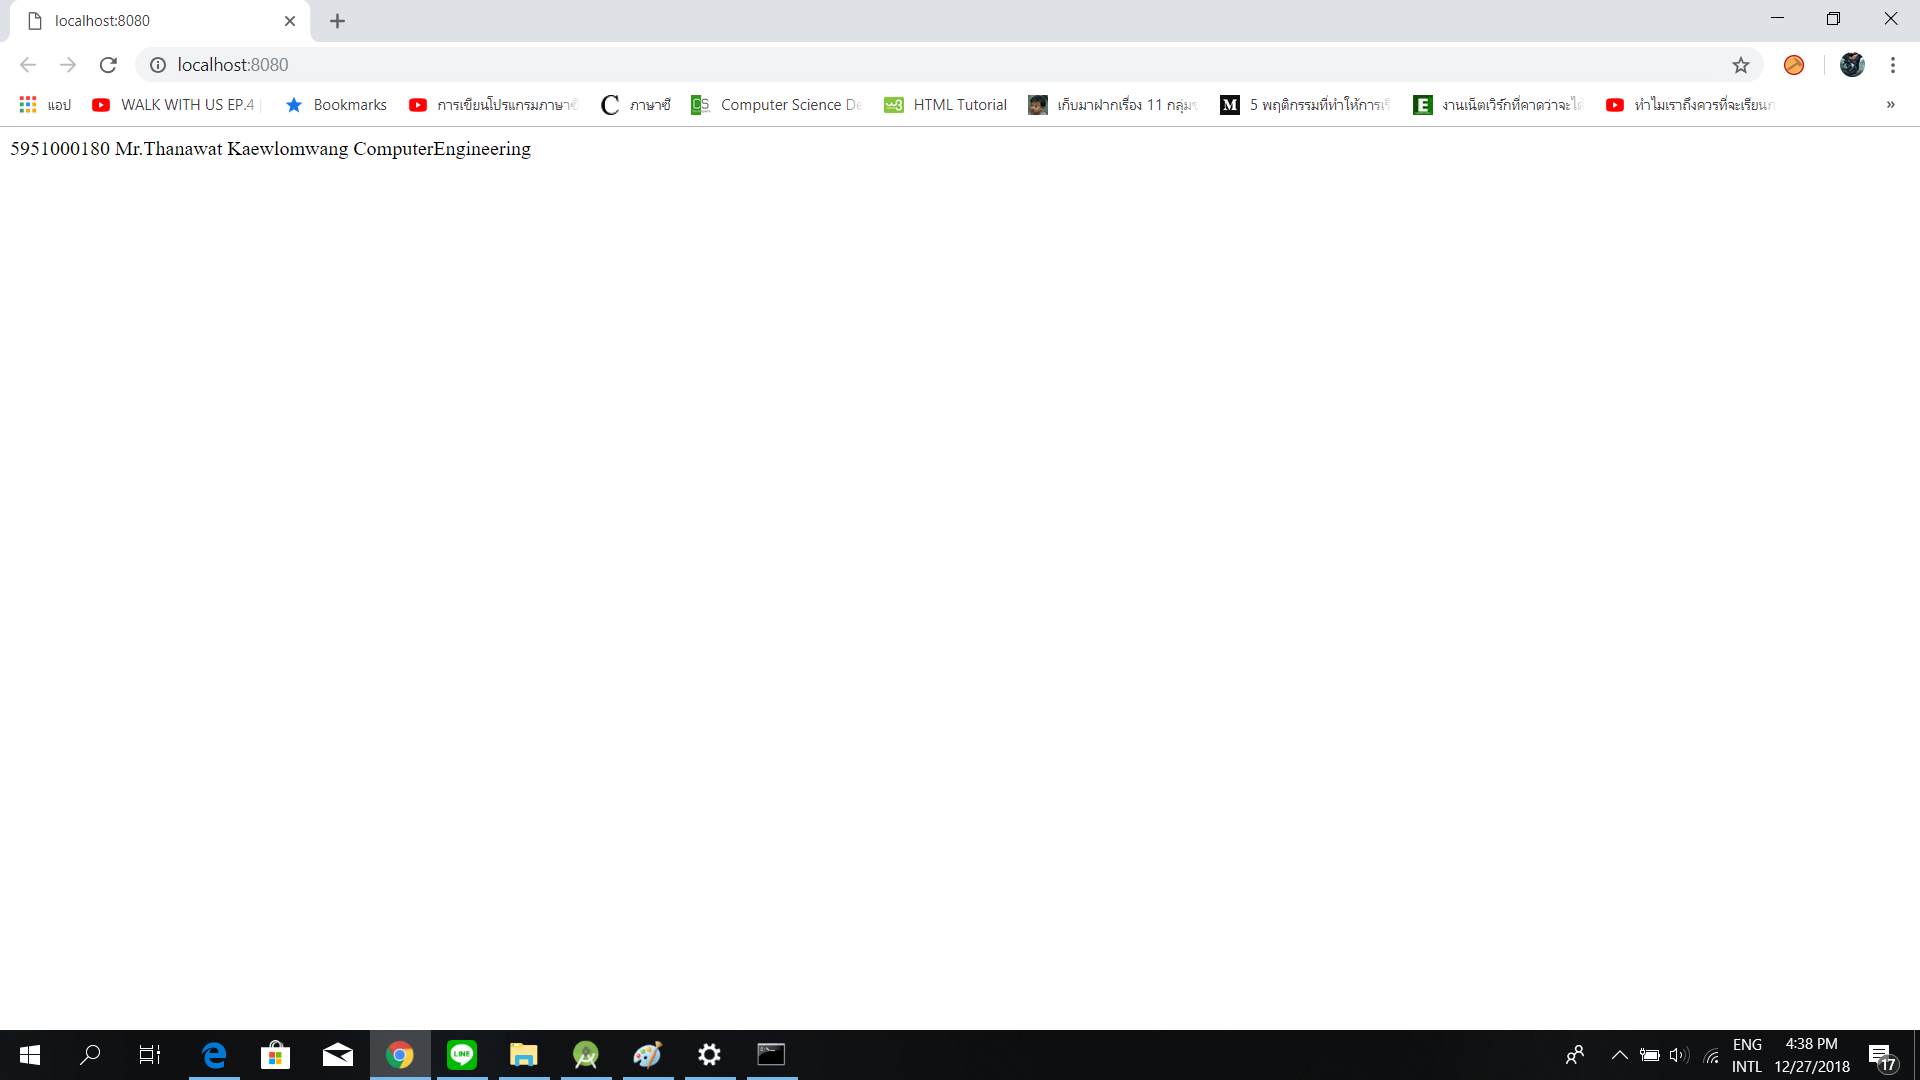 localhost:8080
localhost:8080
แอป WALK WITH US EP.4 Bookmarks การเขียนโปรแกรมภาษาซี ภาษาซี CS Computer Science De HTML Tutorial เก็บมาฝากเรื่อง 11 กลุ่ม M 5 พฤติกรรมที่ทำให้การ E งานเน็ตเวิร์กที่คาดว่าจะได้ ทำไมเราถึงควรที่จะเรียน »
5951000180 Mr.Thanawat Kaewlomwang ComputerEngineering
LINE
ENG 4:38 PM
INTL 12/27/2018 17